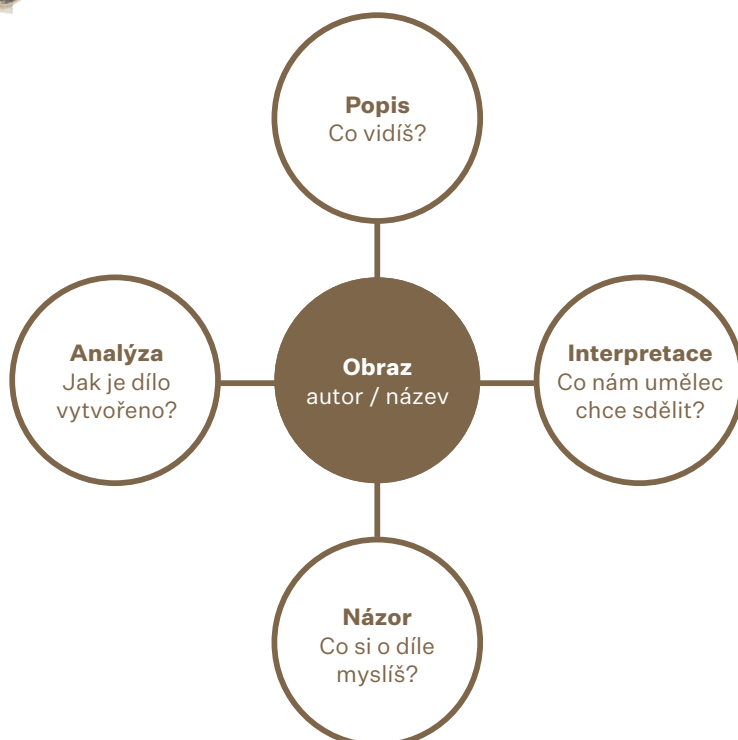 Popis
Co vidíš?
Analýza
Jak je dílo
vytvořeno?
Obraz
autor / název
Interpretace
Co nám umělec
chce sdělit?
Názor
Co si o díle
myslíš?